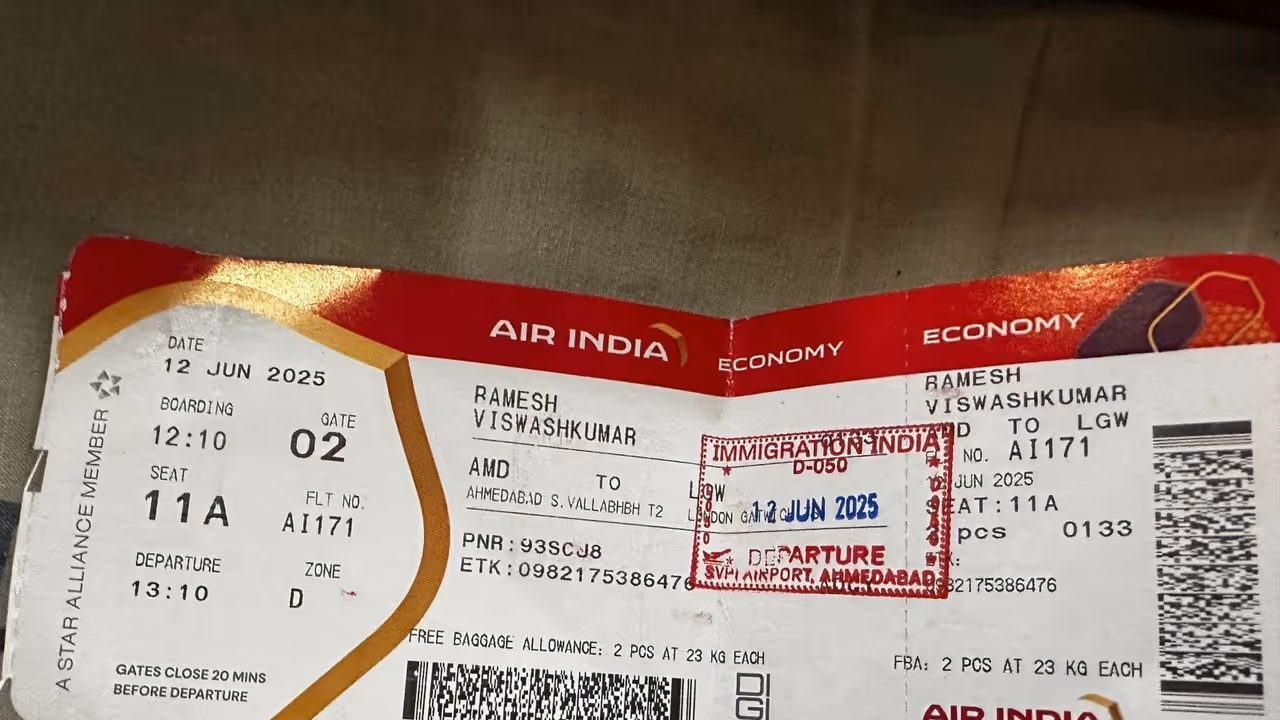 A STAR ALLIANCE MEMBER
DATE
12 JUN 2025
BOARDING
12:10
GATE
02
SEAT
11A
FLT NO.
AI171
DEPARTURE
13:10
ZONE
D
GATES CLOSE 20 MINS
BEFORE DEPARTURE
AIR INDIA
ECONOMY
RAMESH
VISWASHKUMAR
AMD TO LGW
AHMEDABAD S.VALLABHBH T2
PNR:93SCJ8
ETK:0982175386476
FREE BAGGAGE ALLOWANCE: 2 PCS AT 23 KG EACH
DIGI
IMMIGRATION INDIA
D-050
12 JUN 2025
DEPARTURE
SVPI AIRPORT, AHMEDABAD
ECONOMY
RAMESH
VISWASHKUMAR
TO LGW
NO. AI171
JUN 2025
SEAT:11A
pcs 0133
0982175386476
FBA: 2 PCS AT 23 KG EACH
AIR INDIA